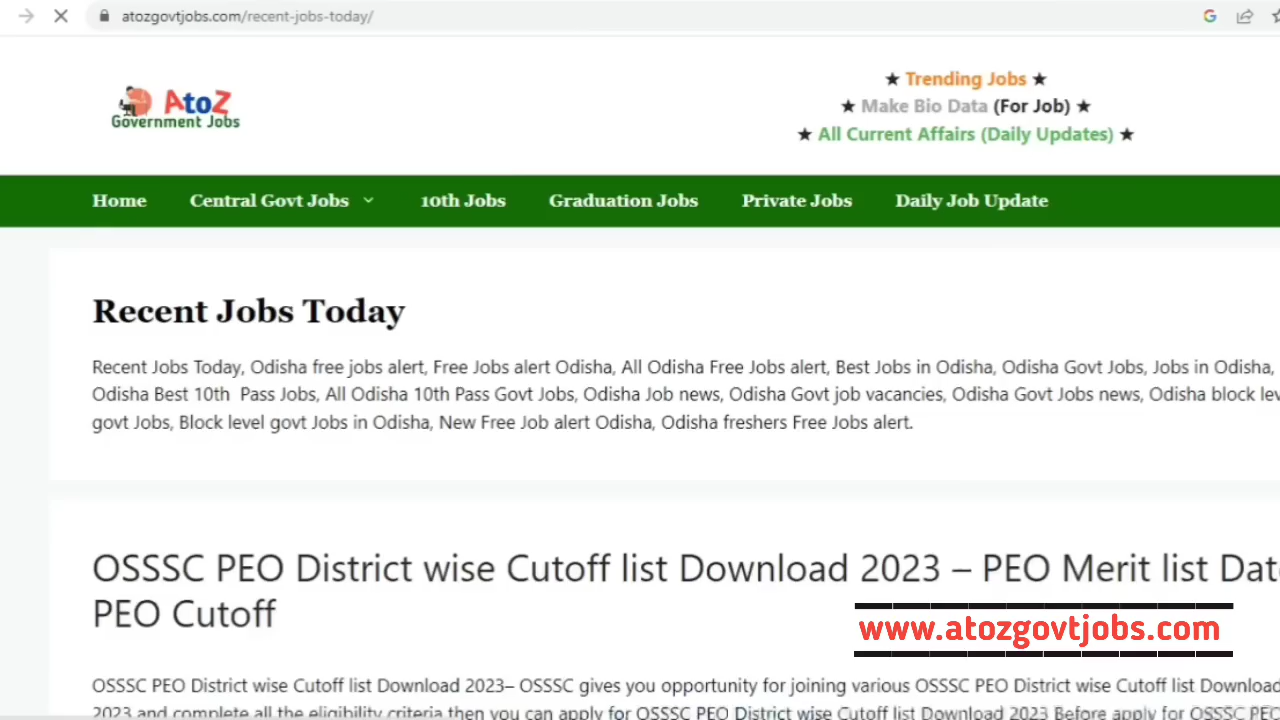 atozgovtjobs.com/recent-jobs-today/
AtoZ
Government Jobs
★ Trending Jobs ★
★ Make Bio Data (For Job) ★
★ All Current Affairs (Daily Updates) ★
Home Central Govt Jobs 10th Jobs Graduation Jobs Private Jobs Daily Job Update
Recent Jobs Today
Recent Jobs Today, Odisha free jobs alert, Free Jobs alert Odisha, All Odisha Free Jobs alert, Best Jobs in Odisha, Odisha Govt Jobs, Jobs in Odisha,
Odisha Best 10th Pass Jobs, All Odisha 10th Pass Govt Jobs, Odisha Job news, Odisha Govt job vacancies, Odisha Govt Jobs news, Odisha block
govt Jobs, Block level govt Jobs in Odisha, New Free Job alert Odisha, Odisha freshers Free Jobs alert.
OSSSC PEO District wise Cutoff list Download 2023 – PEO Merit list
PEO Cutoff
www.atozgovtjobs.com
OSSSC PEO District wise Cutoff list Download 2023– OSSSC gives you opportunity for joining various OSSSC PEO District wise Cutoff list Download
2023 and complete all the eligibility criteria then you can apply for OSSSC PEO District wise Cutoff list Download 2023 Before apply for OSSSC PEO